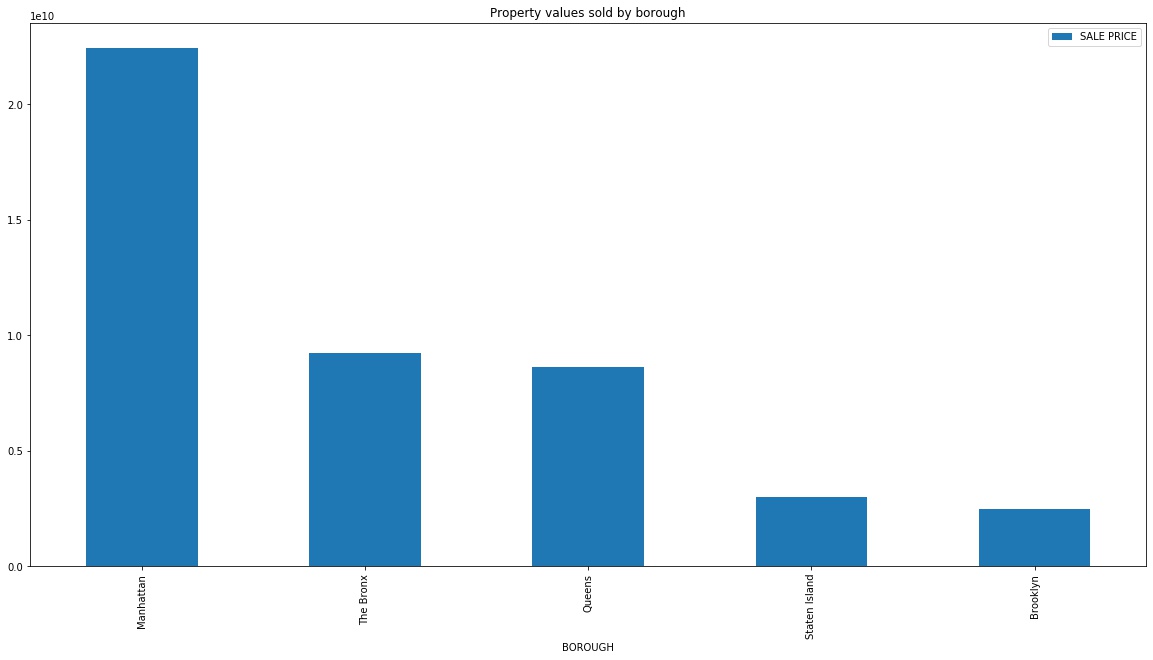 Property values sold by borough
1e10
SALE PRICE
2.0
1.5
1.0
0.5
0.0
Manhattan
The Bronx
Queens
Staten Island
Brooklyn
BOROUGH